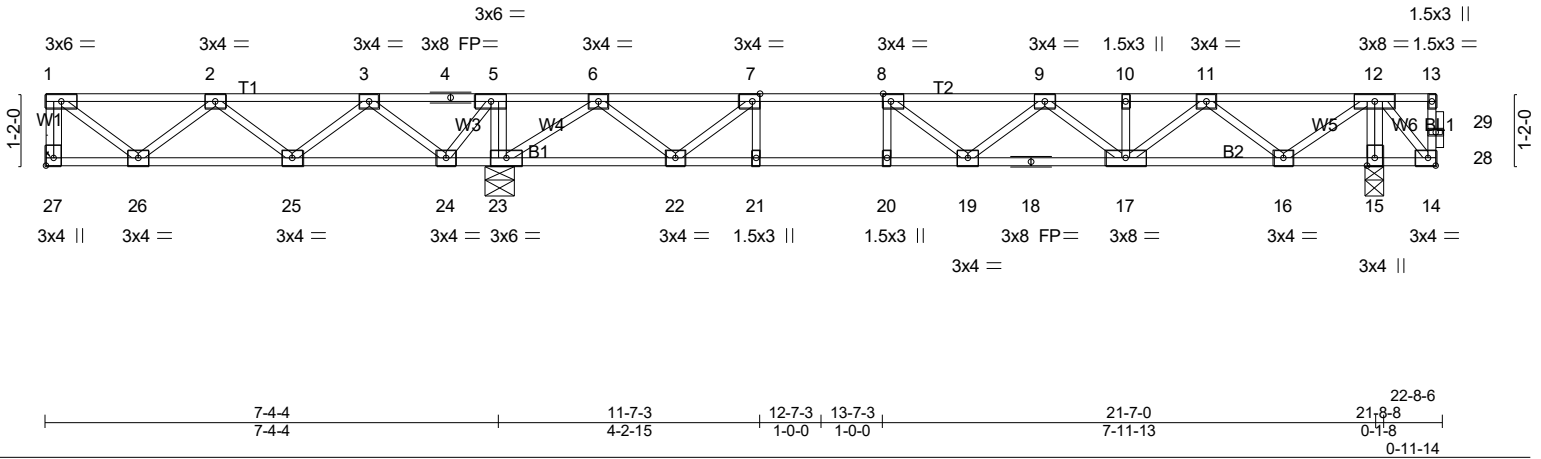 3x6 = 1.5x3 ||
3x6 = 3x4 = 3x4 = 3x8 FP= 3x4 = 3x4 = 3x4 = 3x4 = 1.5x3 || 3x4 = 3x8 = 1.5x3 =
1 2 3 4 5 6 7 8 9 10 11 12 13
T1 T2
1-2-0 W1 W3 W4 W5 W6 BL1 29 1-2-0
B1 B2 28
27 26 25 24 23 22 21 20 19 18 17 16 15 14
3x4 || 3x4 = 3x4 = 3x4 = 3x6 = 3x4 = 1.5x3 || 1.5x3 || 3x8 FP= 3x8 = 3x4 = 3x4 =
3x4 = 3x4 ||
22-8-6
7-4-4 11-7-3 12-7-3 13-7-3 21-7-0 21-8-8
7-4-4 4-2-15 1-0-0 1-0-0 7-11-13 0-1-8
0-11-14